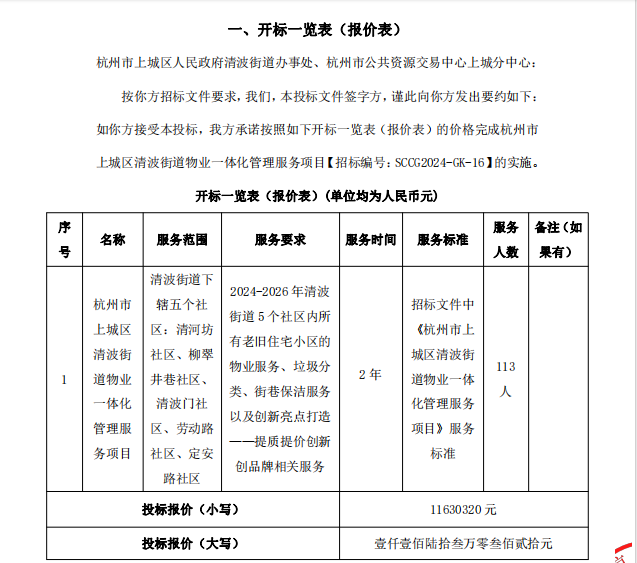 一、开标一览表（报价表）
杭州市上城区人民政府清波街道办事处、杭州市公共资源交易中心上城分中心：
按你方招标文件要求，我们，本投标文件签字方，谨此向你方发出要约如下：
如你方接受本投标，我方承诺按照如下开标一览表（报价表）的价格完成杭州市
上城区清波街道物业一体化管理服务项目【招标编号：SCCG2024-GK-16】的实施。
开标一览表（报价表）(单位均为人民币元)
序
号
名称
服务范围
服务要求
服务时间
服务标准
服务
人数
备注（如
果有）
1
杭州市
上城区
清波街
道物业
一体化
管理服
务项目
清波街道下
辖五个社
区：清河坊
社区、柳翠
井巷社区、
清波门社
区、劳动路
社区、定安
路社区
2024-2026 年清波
街道 5 个社区内所
有老旧住宅小区的
物业服务、垃圾分
类、街巷保洁服务
以及创新亮点打造
——提质提价创新
创品牌相关服务
2 年
招标文件中
《杭州市上
城区清波街
道物业一体
化管理服务
项目》服务
标准
113
人
投标报价（小写）
11630320 元
投标报价（大写）
壹仟壹佰陆拾叁万零叁佰贰拾元